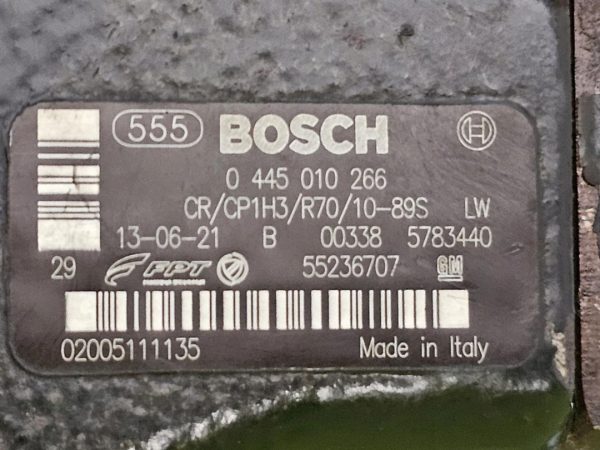 555 BOSCH
0 445 010 266
CR/CP1H3/R70/10-89S LW
13-06-21 B 00338 5783440
29 FPT 55236707 GM
02005111135 Made in Italy